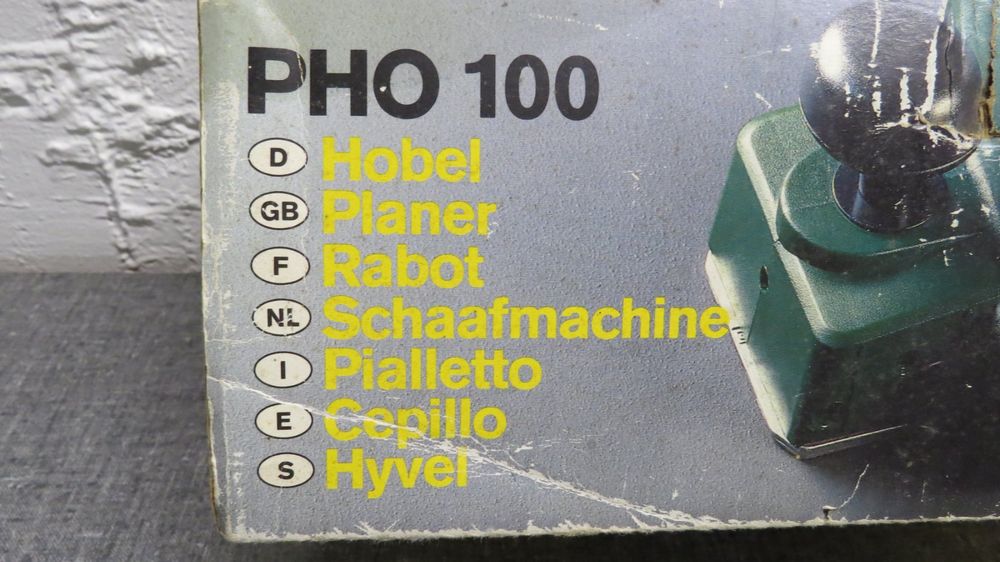 PHO 100
D Hobel
GB Planer
F Rabot
NL Schaafmachine
I Pialletto
E Cepillo
S Hyvel